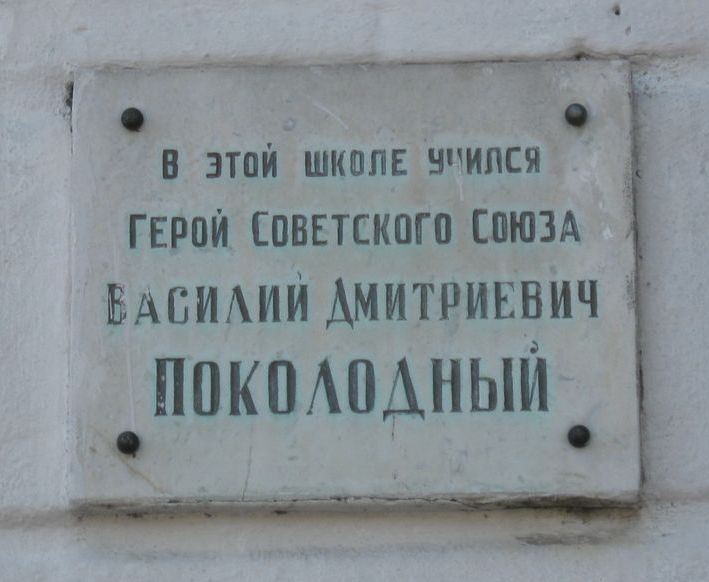 В этой школе учился
Герой Советского Союза
Василий Дмитриевич
Поколодный